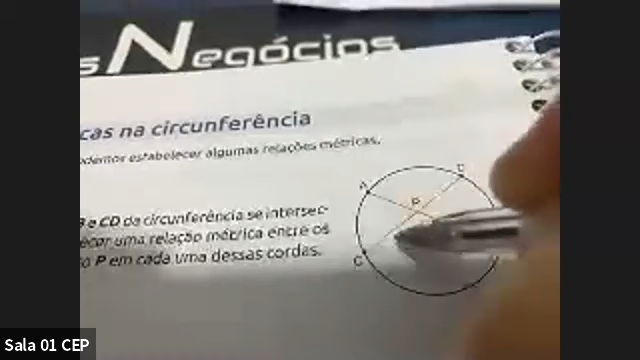 s Negócios
cas na circunferência
odemos estabelecer algumas relações métricas.
B e CD da circunferência se intersec-
ecer uma relação métrica entre os
o P em cada uma dessas cordas.
A
D
P
C
Sala 01 CEP